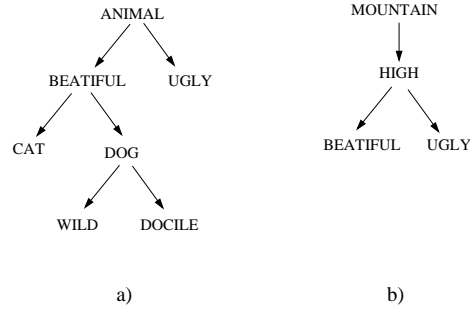 ANIMAL
MOUNTAIN
BEATIFUL UGLY
HIGH
CAT
DOG
BEATIFUL UGLY
WILD DOCILE
a) b)